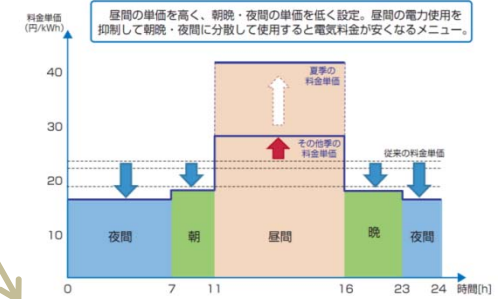 昼間の単価を高く、朝晩・夜間の単価を低く設定。昼間の電力使用を
抑制して朝晩・夜間に分散して使用すると電気料金が安くなるメニュー。
料金単価
(円/kWh)
40
30
20
10
夏季の
料金単価
その他季の
料金単価
従来の料金単価
夜間
朝
昼間
晩
夜間
0 7 11 16 23 24 時間[h]